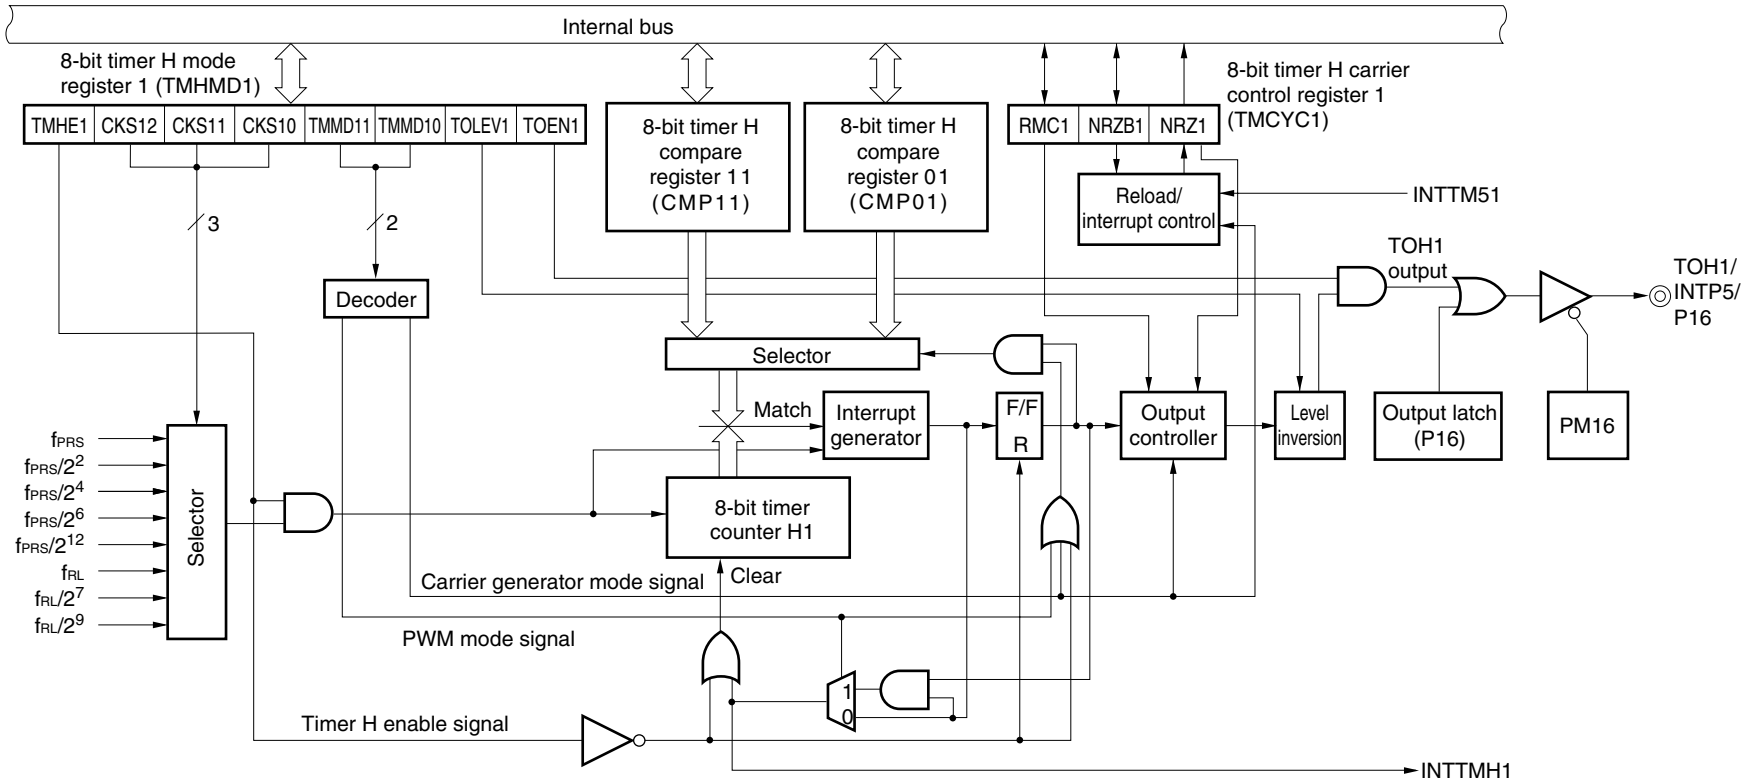 Internal bus
8-bit timer H mode
register 1 (TMHMD1)
8-bit timer H carrier
control register 1
(TMCYC1)
TMHE1 CKS12 CKS11 CKS10 TMMD11 TMMD10 TOLEV1 TOEN1
8-bit timer H
compare
register 11
(CMP11)
8-bit timer H
compare
register 01
(CMP01)
RMC1 NRZB1 NRZ1
Reload/
interrupt control
INTTM51
3
2
Decoder
TOH1
output
TOH1/
INTP5/
P16
Selector
Match
Interrupt
generator
F/F
R
Output
controller
Level
inversion
Output latch
(P16)
PM16
fPRS
fPRS/2²
fPRS/2⁴
fPRS/2⁶
fPRS/2¹²
fRL
fRL/2⁷
fRL/2⁹
Selector
8-bit timer
counter H1
Clear
Carrier generator mode signal
PWM mode signal
1
0
Timer H enable signal
INTTMH1